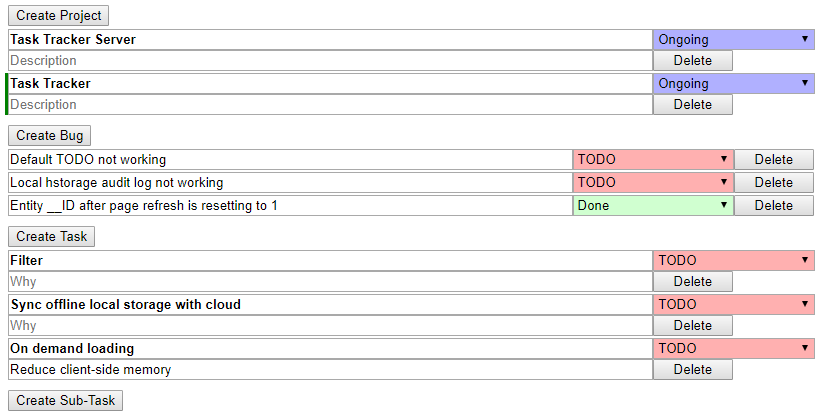 Create Project
Task Tracker Server Ongoing
Description Delete
Task Tracker Ongoing
Description Delete
Create Bug
Default TODO not working TODO Delete
Local hstorage audit log not working TODO Delete
Entity __ID after page refresh is resetting to 1 Done Delete
Create Task
Filter TODO
Why Delete
Sync offline local storage with cloud TODO
Why Delete
On demand loading TODO
Reduce client-side memory Delete
Create Sub-Task